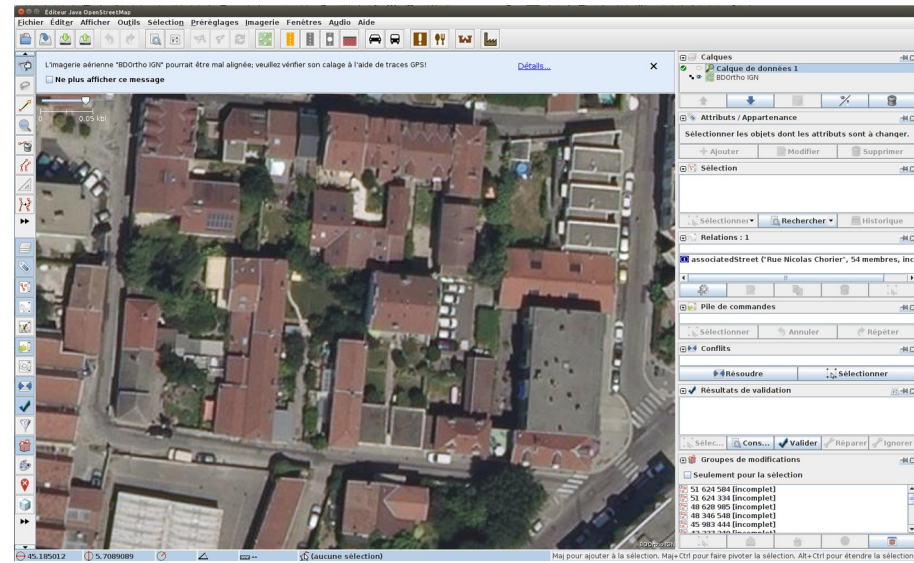 Éditeur Java OpenStreetMap
Fichier Éditer Afficher Outils Sélection Préréglages Imagerie Fenêtres Audio Aide
L'imagerie aérienne "BDOrtho IGN" pourrait être mal alignée; veuillez vérifier son calage à l'aide de traces GPS!
Détails...
Ne plus afficher ce message
0
0.05 kbl
Calques
Calque de données 1
BDOrtho IGN
Attributs / Appartenance
Sélectionner les objets dont les attributs sont à changer.
Ajouter Modifier Supprimer
Sélection
Sélectionner Rechercher Historique
Relations : 1
associatedStreet ("Rue Nicolas Chorier", 54 membres, inc
Pile de commandes
Sélectionner Annuler Répéter
Conflits
Résoudre Sélectionner
Résultats de validation
Sélec... Cons... Valider Réparer Ignorer
Groupes de modifications
Seulement pour la sélection
51 624 584 [incomplet]
51 624 334 [incomplet]
48 628 985 [incomplet]
48 346 548 [incomplet]
45 983 444 [incomplet]
BDOrtho IGN
45.185012 5.7089089 -- (aucune sélection) Maj pour ajouter à la sélection. Maj+Ctrl pour faire pivoter la sélection. Alt+Ctrl pour étendre la sélection